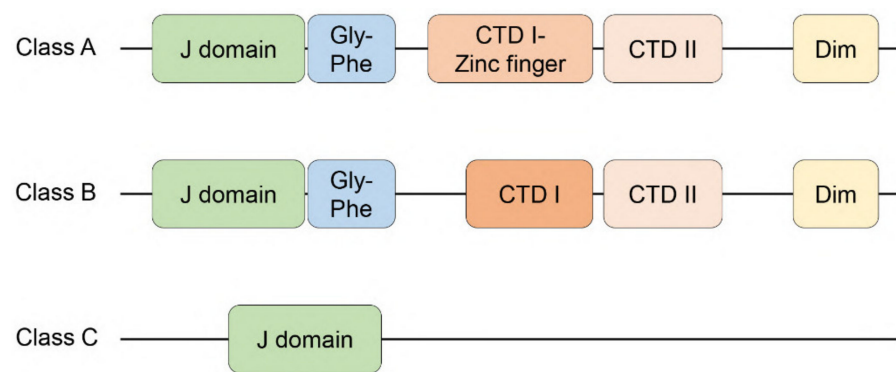 Class A
J domain
Gly-
Phe
CTD I-
Zinc finger
CTD II
Dim
Class B
J domain
Gly-
Phe
CTD I
CTD II
Dim
Class C
J domain